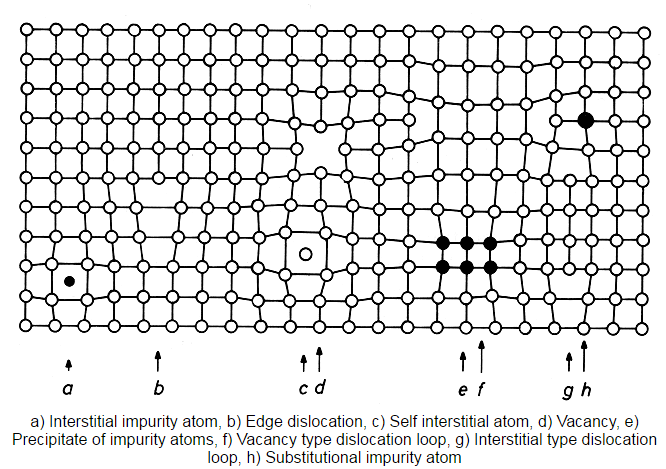 a b c d e f g h
a) Interstitial impurity atom, b) Edge dislocation, c) Self interstitial atom, d) Vacancy, e)
Precipitate of impurity atoms, f) Vacancy type dislocation loop, g) Interstitial type dislocation
loop, h) Substitutional impurity atom